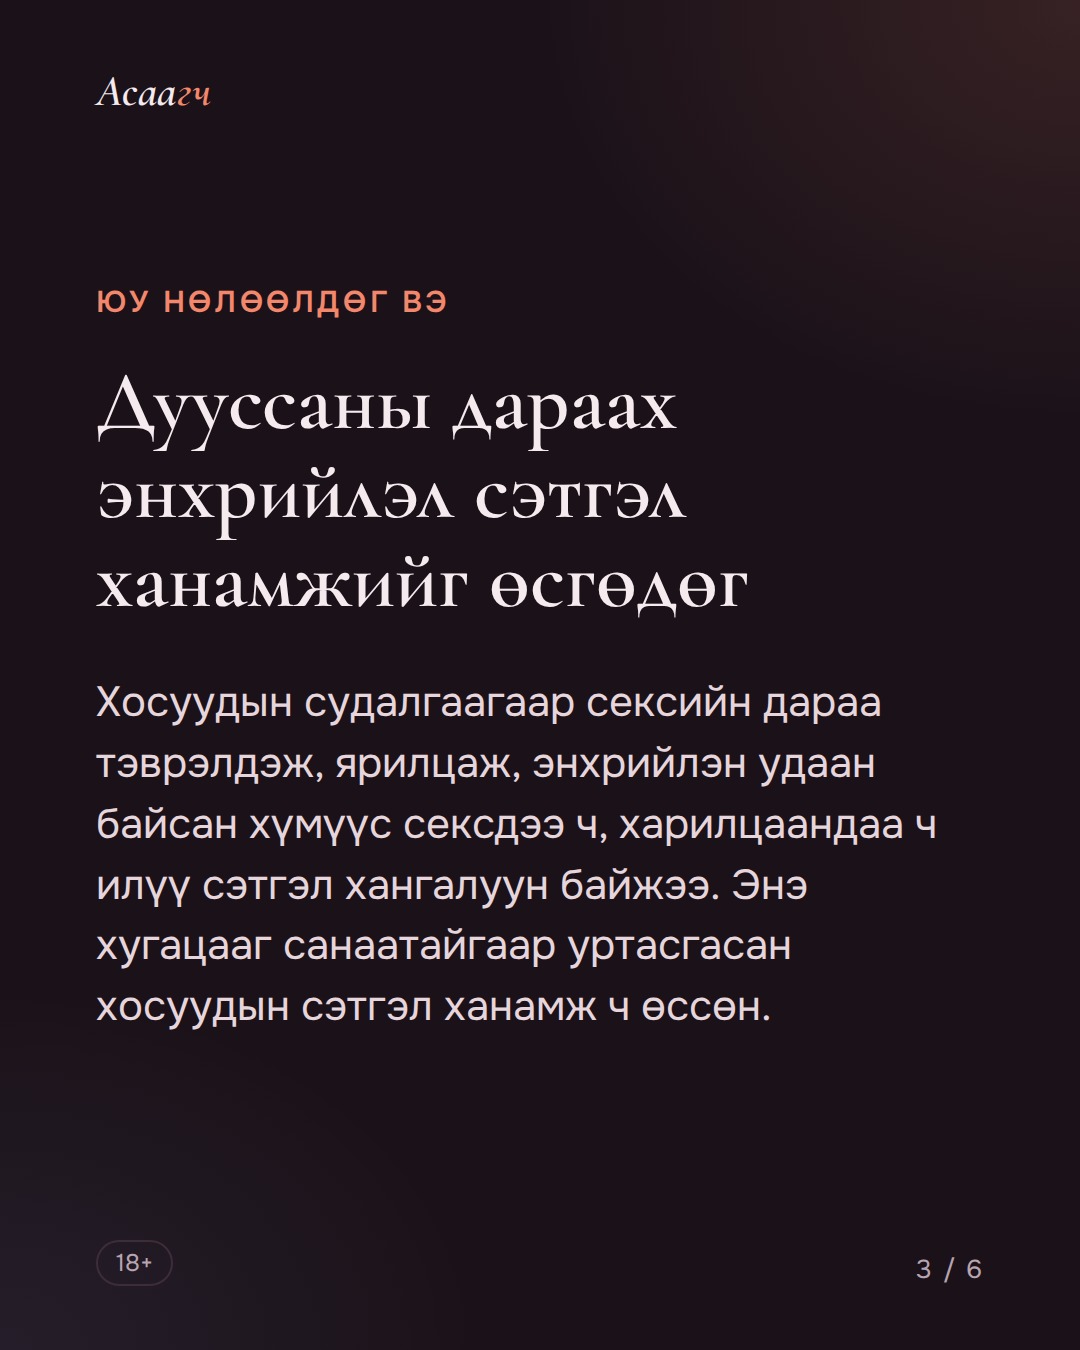 Асаагч
ЮУ НӨЛӨӨЛДӨГ ВЭ
Дууссаны дараах
энхрийлэл сэтгэл
ханамжийг өсгөдөг
Хосуудын судалгаагаар сексийн дараа
тэврэлдэж, ярилцаж, энхрийлэн удаан
байсан хүмүүс сексдээ ч, харилцаандаа ч
илүү сэтгэл хангалуун байжээ. Энэ
хугацааг санаатайгаар уртасгасан
хосуудын сэтгэл ханамж ч өссөн.
18+
3 / 6